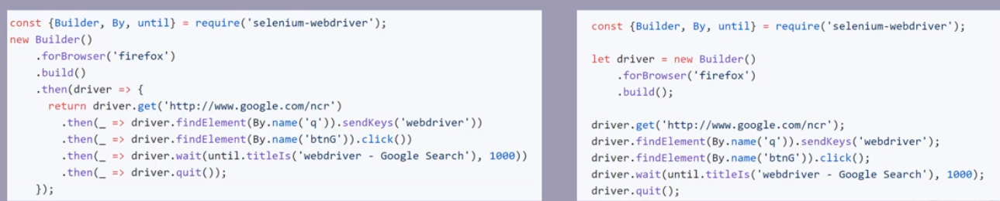 const {Builder, By, until} = require('selenium-webdriver');
new Builder()
    .forBrowser('firefox')
    .build()
    .then(driver => {
      return driver.get('http://www.google.com/ncr')
        .then(_ => driver.findElement(By.name('q')).sendKeys('webdriver'))
        .then(_ => driver.findElement(By.name('btnG')).click())
        .then(_ => driver.wait(until.titleIs('webdriver - Google Search'), 1000))
        .then(_ => driver.quit());
    });
const {Builder, By, until} = require('selenium-webdriver');
let driver = new Builder()
    .forBrowser('firefox')
    .build();
driver.get('http://www.google.com/ncr');
driver.findElement(By.name('q')).sendKeys('webdriver');
driver.findElement(By.name('btnG')).click();
driver.wait(until.titleIs('webdriver - Google Search'), 1000);
driver.quit();